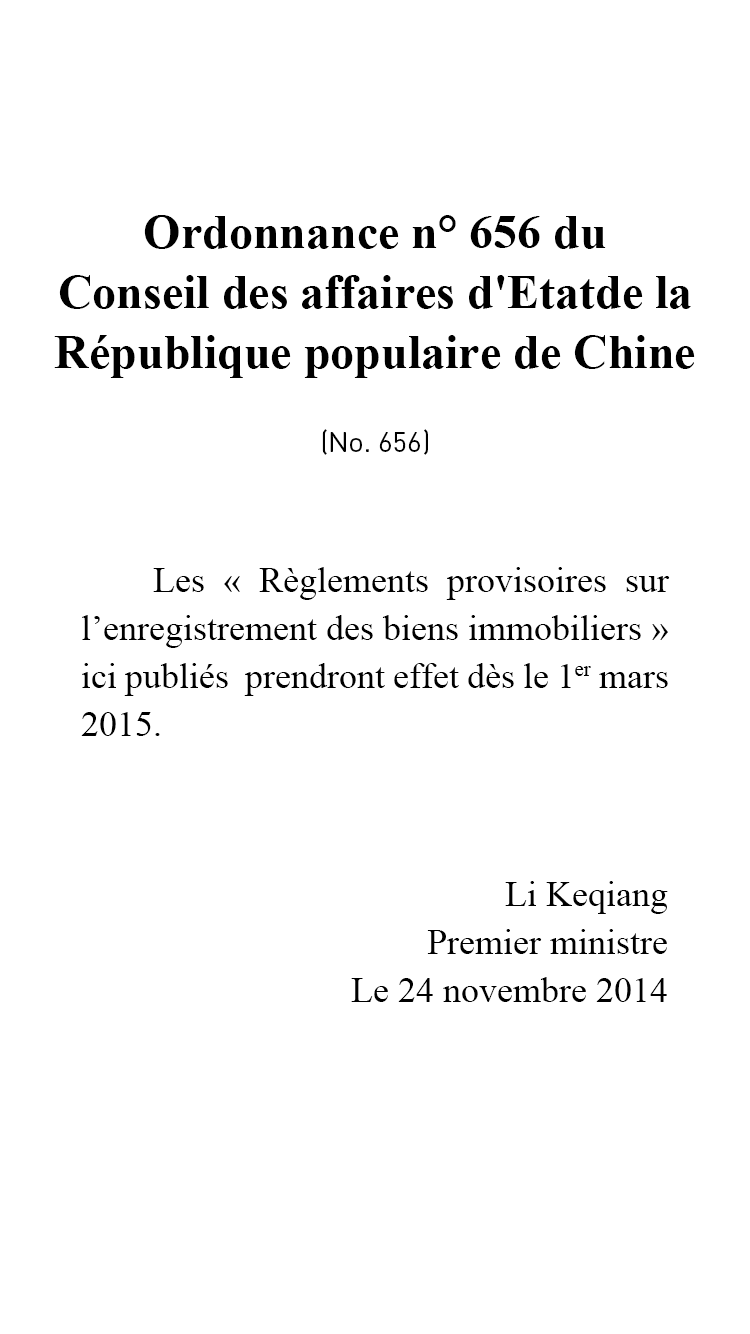 Ordonnance n° 656 du
Conseil des affaires d'Etatde la
République populaire de Chine
(No. 656)
Les « Règlements provisoires sur
l’enregistrement des biens immobiliers »
ici publiés prendront effet dès le 1er mars
2015.
Li Keqiang
Premier ministre
Le 24 novembre 2014